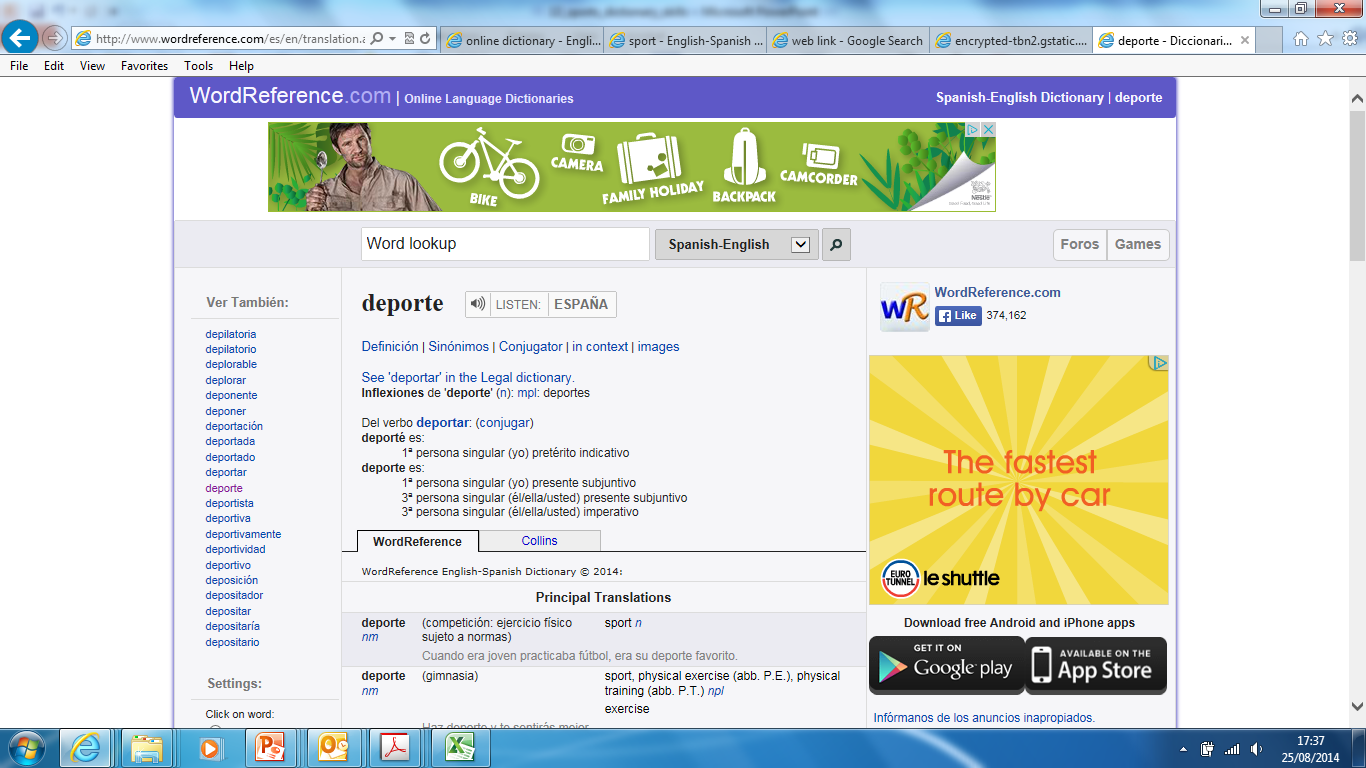 http://www.wordreference.com/es/en/translation.a
online dictionary - Engli...
sport - English-Spanish ...
web link - Google Search
encrypted-tbn2.gstatic....
deporte - Diccionari...
File Edit View Favorites Tools Help
WordReference.com | Online Language Dictionaries
Spanish-English Dictionary | deporte
BIKE
CAMERA
FAMILY HOLIDAY
BACKPACK
CAMCORDER
Nestlé
Word lookup
Spanish-English
Foros
Games
Ver También:
depilatoria
depilatorio
deplorable
deplorar
deponente
deponer
deportación
deportada
deportado
deportar
deporte
deportista
deportiva
deportivamente
deportividad
deportivo
deposición
depositador
depositar
depositaría
depositario
Settings:
Click on word:
deporte
LISTEN: ESPAÑA
Definición | Sinónimos | Conjugator | in context | images
See 'deportar' in the Legal dictionary.
Inflexiones de 'deporte' (n): mpl: deportes
Del verbo deportar: (conjugar)
deporté es:
1ª persona singular (yo) pretérito indicativo
deporte es:
1ª persona singular (yo) presente subjuntivo
3ª persona singular (él/ella/usted) presente subjuntivo
3ª persona singular (él/ella/usted) imperativo
WordReference
Collins
WordReference English-Spanish Dictionary © 2014:
Principal Translations
deporte nm (competición: ejercicio físico sujeto a normas) sport n
Cuando era joven practicaba fútbol, era su deporte favorito.
deporte nm (gimnasia) sport, physical exercise (abb. P.E.), physical
training (abb. P.T.) npl
exercise
Haz deporte y te sentirás mejor.
WR
WordReference.com
Like 374,162
The fastest
route by car
EURO
TUNNEL
le shuttle
Download free Android and iPhone apps
GET IT ON
Google play
AVAILABLE ON THE
App Store
Infórmanos de los anuncios inapropiados.
17:37
25/08/2014